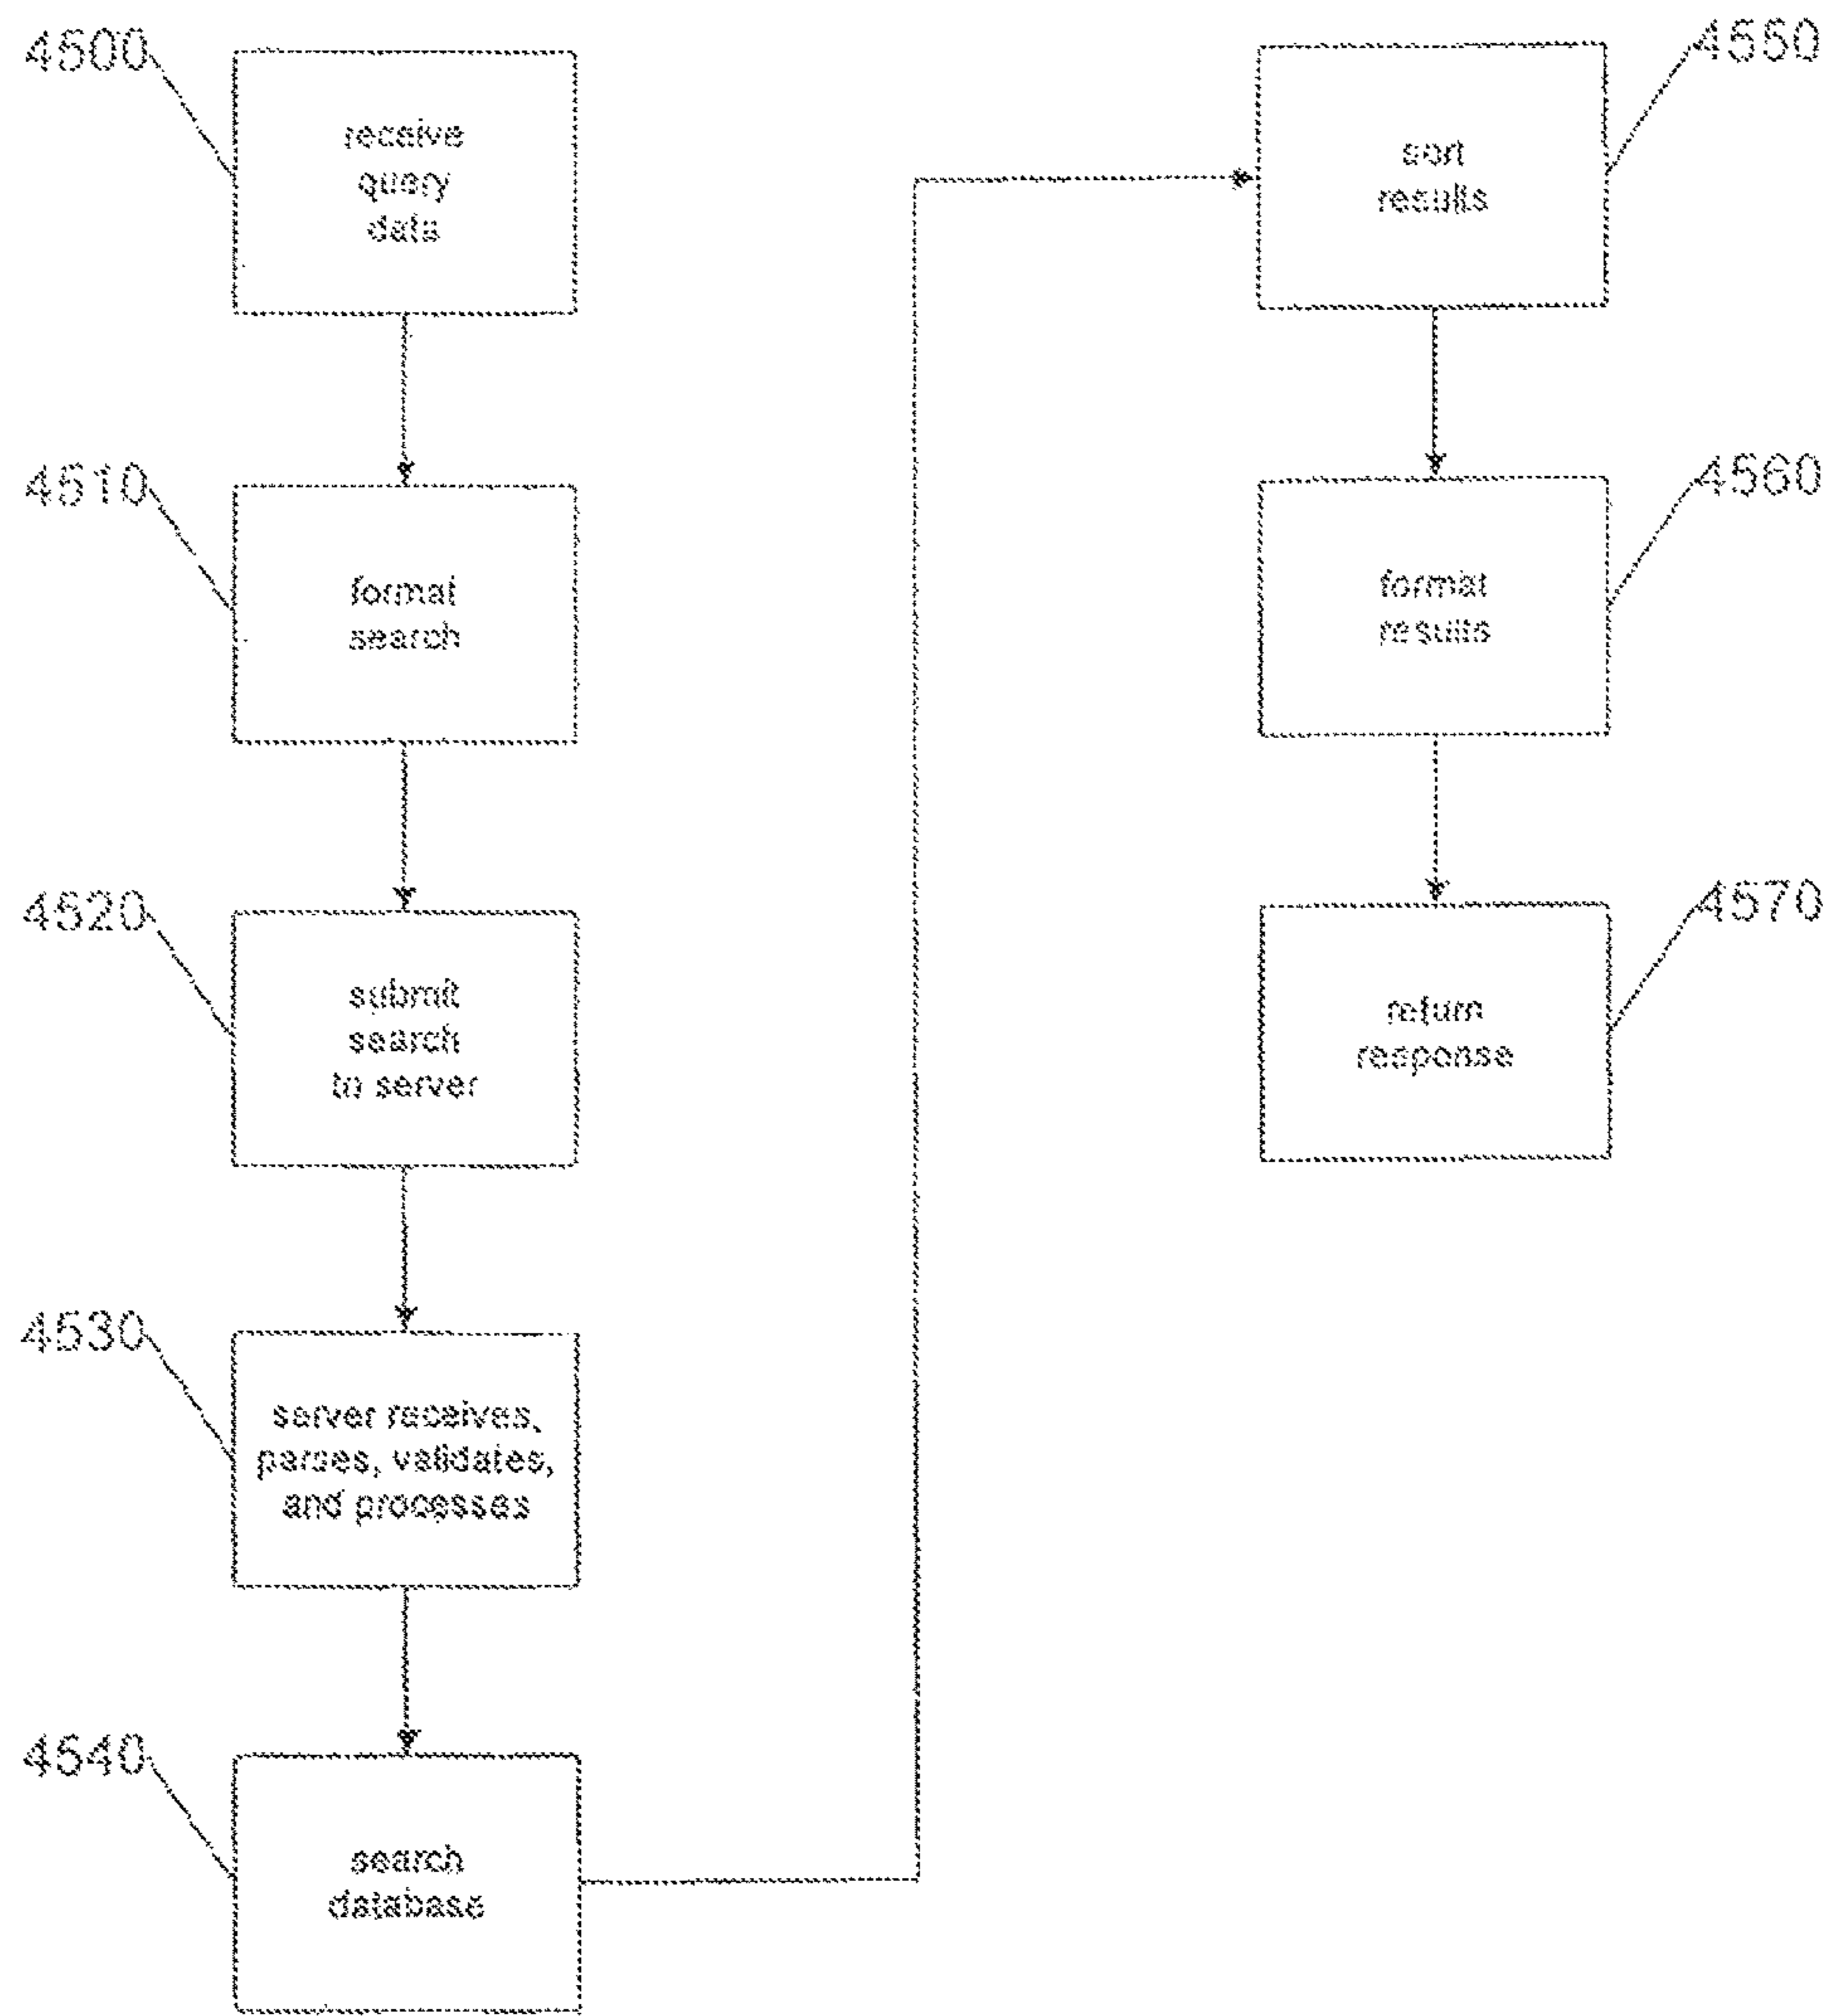 4500
receive
query
data
4510
format
search
4520
submit
search
to server
4530
server receives,
parses, validates,
and processes
4540
search
database
4550
sort
results
4560
format
results
4570
return
response